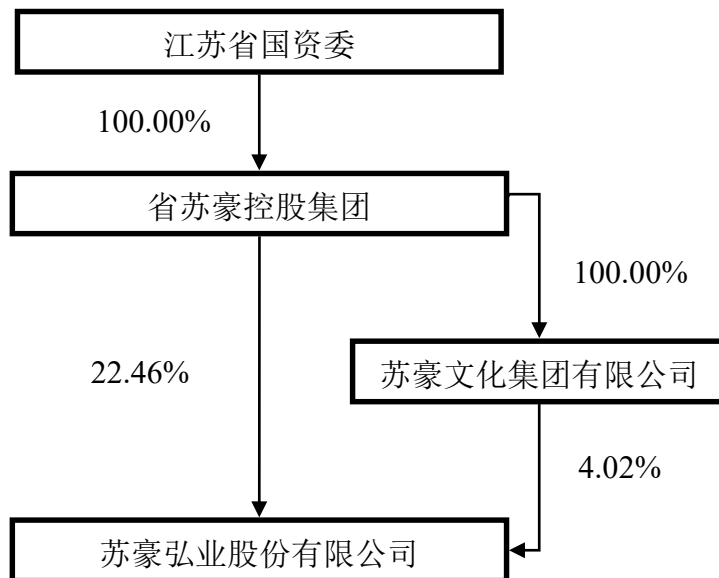 江苏省国资委
100.00%
省苏豪控股集团
100.00%
22.46%
苏豪文化集团有限公司
4.02%
苏豪弘业股份有限公司